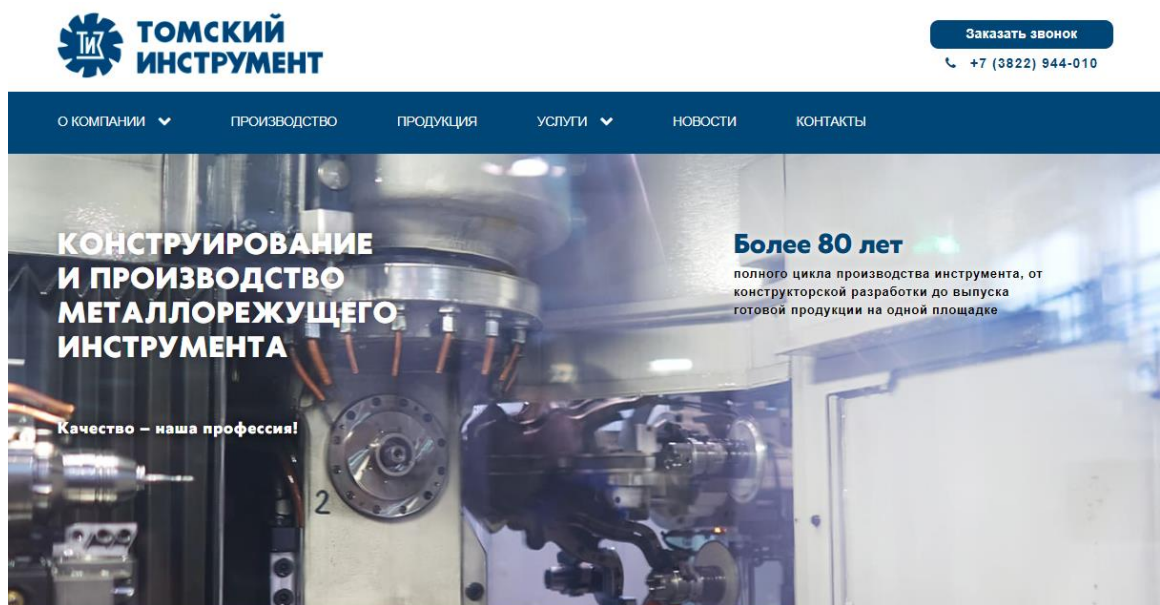 ТИЗ
ТОМСКИЙ
ИНСТРУМЕНТ
Заказать звонок
+7 (3822) 944-010
О КОМПАНИИ ПРОИЗВОДСТВО ПРОДУКЦИЯ УСЛУГИ НОВОСТИ КОНТАКТЫ
КОНСТРУИРОВАНИЕ
И ПРОИЗВОДСТВО
МЕТАЛЛОРЕЖУЩЕГО
ИНСТРУМЕНТА
Качество – наша профессия!
Более 80 лет
полного цикла производства инструмента, от
конструкторской разработки до выпуска
готовой продукции на одной площадке
2